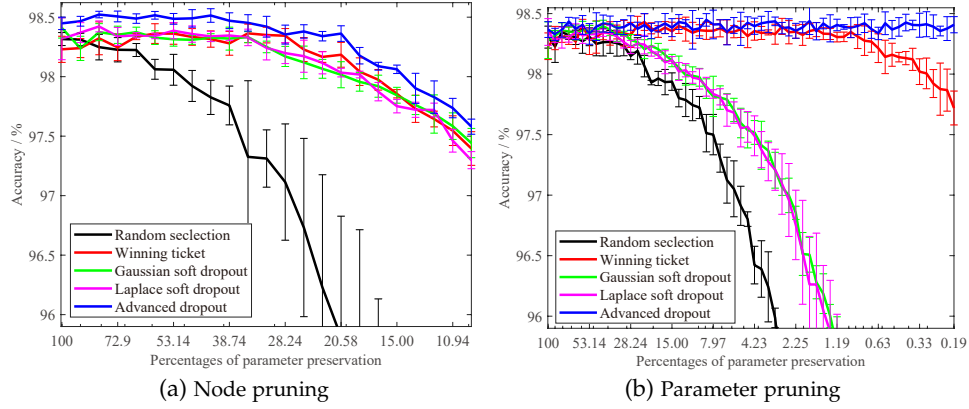 98.5
98
97.5
97
96.5
96
Accuracy / %
Random seclection
Winning ticket
Gaussian soft dropout
Laplace soft dropout
Advanced dropout
100 72.9 53.14 38.74 28.24 20.58 15.00 10.94
Percentages of parameter preservation
(a) Node pruning
98.5
98
97.5
97
96.5
96
Accuracy / %
Random seclection
Winning ticket
Gaussian soft dropout
Laplace soft dropout
Advanced dropout
100 53.14 28.24 15.00 7.97 4.23 2.25 1.19 0.63 0.33 0.19
Percentages of parameter preservation
(b) Parameter pruning